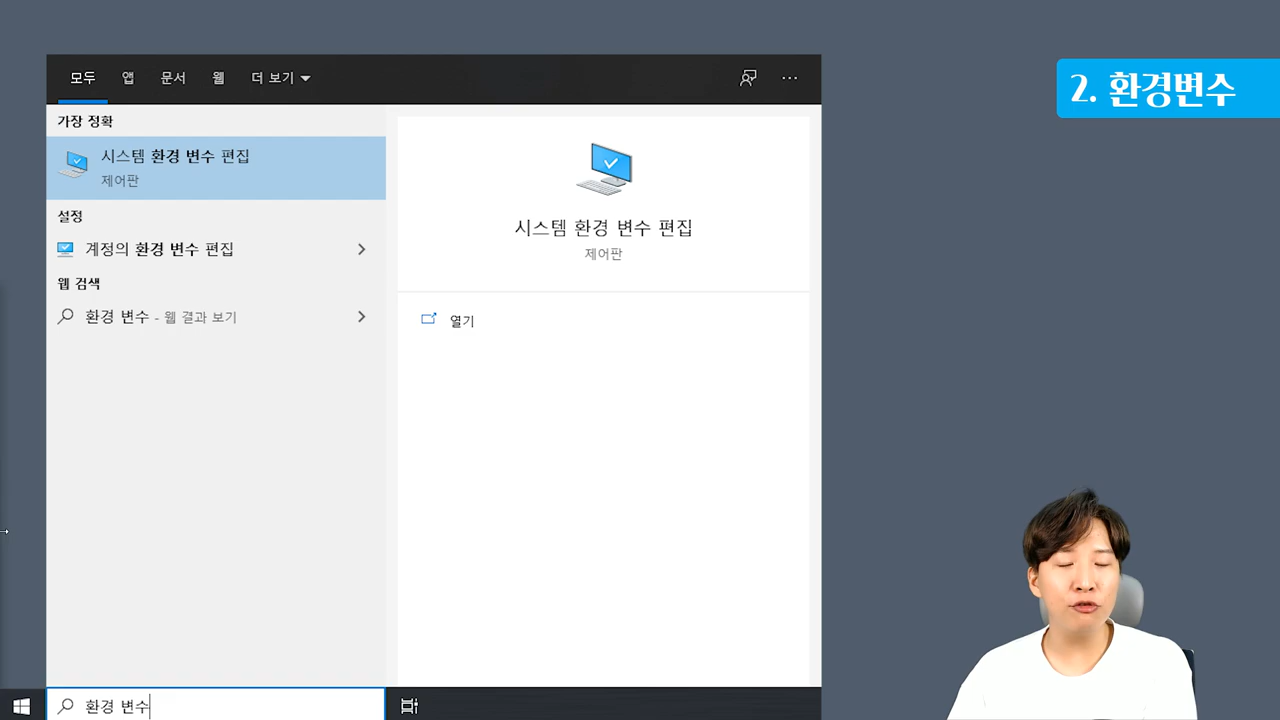 모두 앱 문서 웹 더 보기
2. 환경변수
가장 정확
시스템 환경 변수 편집
제어판
설정
계정의 환경 변수 편집
웹 검색
환경 변수 - 웹 결과 보기
시스템 환경 변수 편집
제어판
열기
환경 변수